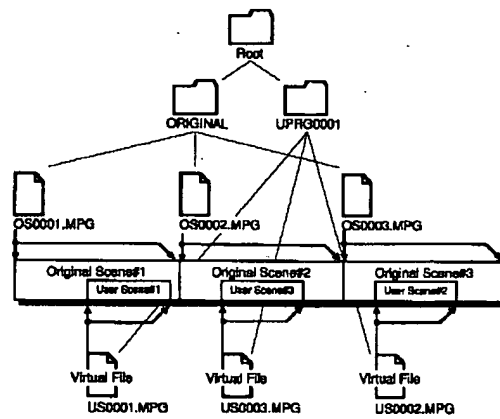 Root
ORIGINAL
UPRG0001
OS0001.MPG
OS0002.MPG
OS0003.MPG
Original Scene#1
Original Scene#2
Original Scene#3
User Scene#1
User Scene#3
User Scene#2
Virtual File
Virtual File
Virtual File
US0001.MPG
US0003.MPG
US0002.MPG